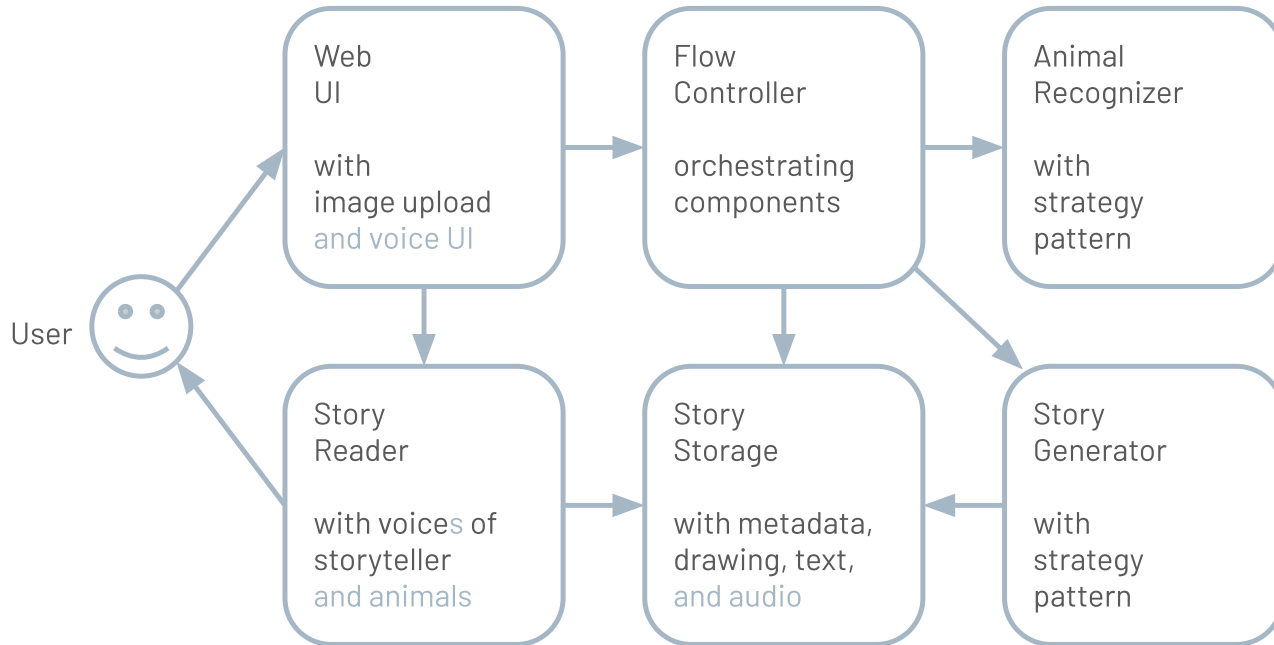 Web
UI
with
image upload
and voice UI
Flow
Controller
orchestrating
components
Animal
Recognizer
with
strategy
pattern
User
Story
Reader
with voices of
storyteller
and animals
Story
Storage
with metadata,
drawing, text,
and audio
Story
Generator
with
strategy
pattern